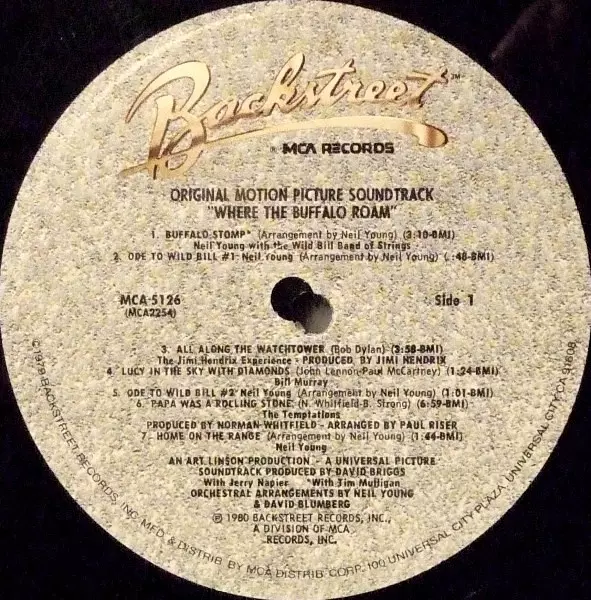 Backstreet™
MCA RECORDS
ORIGINAL MOTION PICTURE SOUNDTRACK
"WHERE THE BUFFALO ROAM"
1. BUFFALO STOMP* (Arrangement by Neil Young) (3:10-BMI)
Neil Young with the Wild Bill Band of Strings
2. ODE TO WILD BILL #1- Neil Young (Arrangement by Neil Young) (:48-BMI)
MCA-5126
(MCA2254)
Side 1
3. ALL ALONG THE WATCHTOWER (Bob Dylan) (3:58-BMI)
The Jimi Hendrix Experience - PRODUCED BY JIMI HENDRIX
4. LUCY IN THE SKY WITH DIAMONDS (John Lennon-Paul McCartney) (1:24-BMI)
Bill Murray
5. ODE TO WILD BILL #2 Neil Young (Arrangement by Neil Young) (1:01-BMI)
6. PAPA WAS A ROLLING STONE (N. Whitfield-B. Strong) (6:59-BMI)
The Temptations
PRODUCED BY NORMAN WHITFIELD - ARRANGED BY PAUL RISER
7. HOME ON THE RANGE (Arrangement by Neil Young) (1:44-BMI)
Neil Young
AN ART LINSON PRODUCTION - A UNIVERSAL PICTURE
SOUNDTRACK PRODUCED BY DAVID BRIGGS
With Jerry Napier *With Tim Mulligan
ORCHESTRAL ARRANGEMENTS BY NEIL YOUNG
& DAVID BLUMBERG
℗ 1980 BACKSTREET RECORDS, INC.,
A DIVISION OF MCA
RECORDS, INC.
©1979 BACKSTREET RECORDS, INC. MFD. & DISTRIB. BY MCA DISTRIB. CORP. 100 UNIVERSAL CITY PLAZA, UNIVERSAL CITY, CA 91608